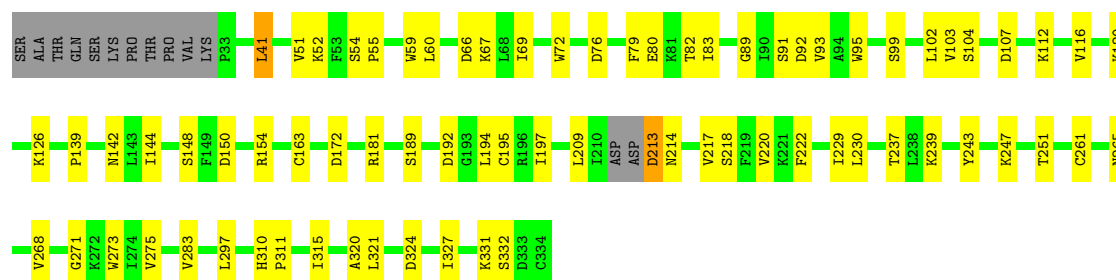 SER ALA THR GLN SER LYS PRO THR PRO VAL LYS P33 L41 V51 K52 F53 S54 P55 W59 L60 D66 K67 L68 I69 W72 D76 F79 E80 K81 T82 I83 G89 I90 S91 D92 V93 A94 W95 S99 L102 V103 S104 D107 K112 V116
K126 P139 N142 L143 I144 S148 F149 D150 R154 C163 D172 R181 S189 D192 G193 L194 C195 R196 I197 L209 I210 ASP ASP D213 N214 V217 S218 F219 V220 K221 F222 I229 L230 T237 L238 K239 Y243 K247 T251 C261
V268 G271 K272 W273 I274 V275 V283 L297 H310 P311 I315 A320 L321 D324 I327 K331 S332 D333 C334